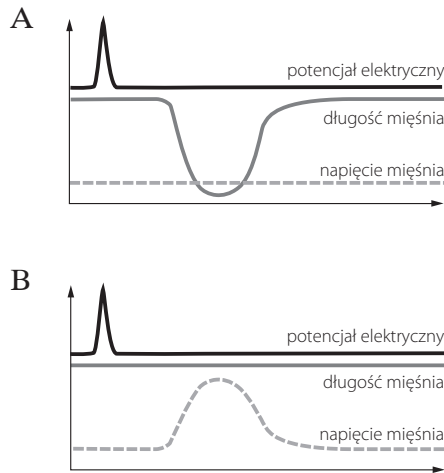 A
potencjał elektryczny
długość mięśnia
napięcie mięśnia
B
potencjał elektryczny
długość mięśnia
napięcie mięśnia